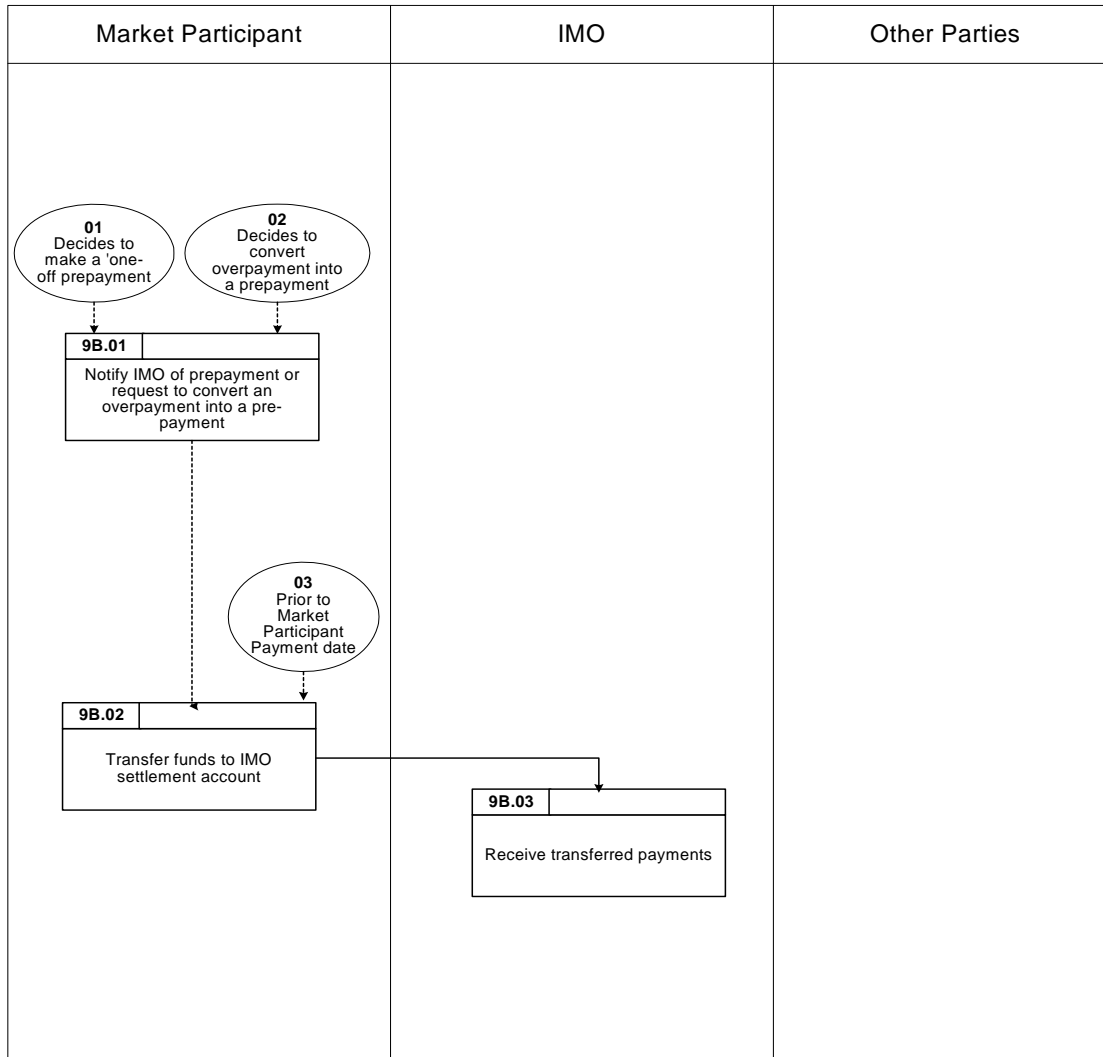 Market Participant
IMO
Other Parties
01
Decides to
make a 'one-
off prepayment
02
Decides to
convert
overpayment into
a prepayment
9B.01
Notify IMO of prepayment or
request to convert an
overpayment into a pre-
payment
03
Prior to
Market
Participant
Payment date
9B.02
Transfer funds to IMO
settlement account
9B.03
Receive transferred payments